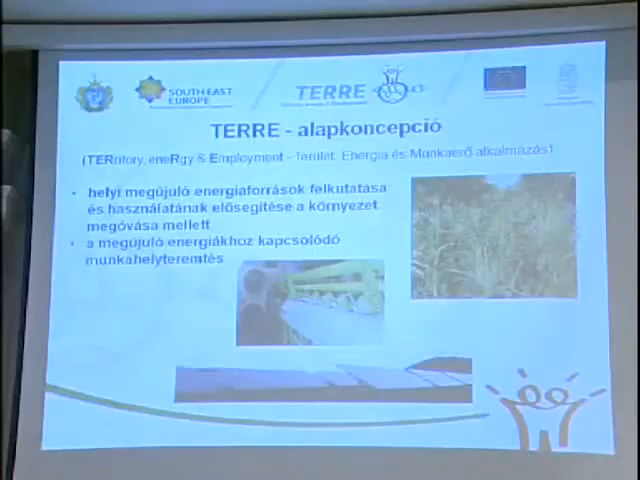 SOUTH EAST
EUROPE
TERRE
TERRE - alapkoncepció
(TERritory, eneRgy & Employment - Terület, Energia és Munkaerő alkalmazás)
• helyi megújuló energiaforrások felkutatása
és használatának elősegítése a környezet
megóvása mellett
• a megújuló energiákhoz kapcsolódó
munkahelyteremtés